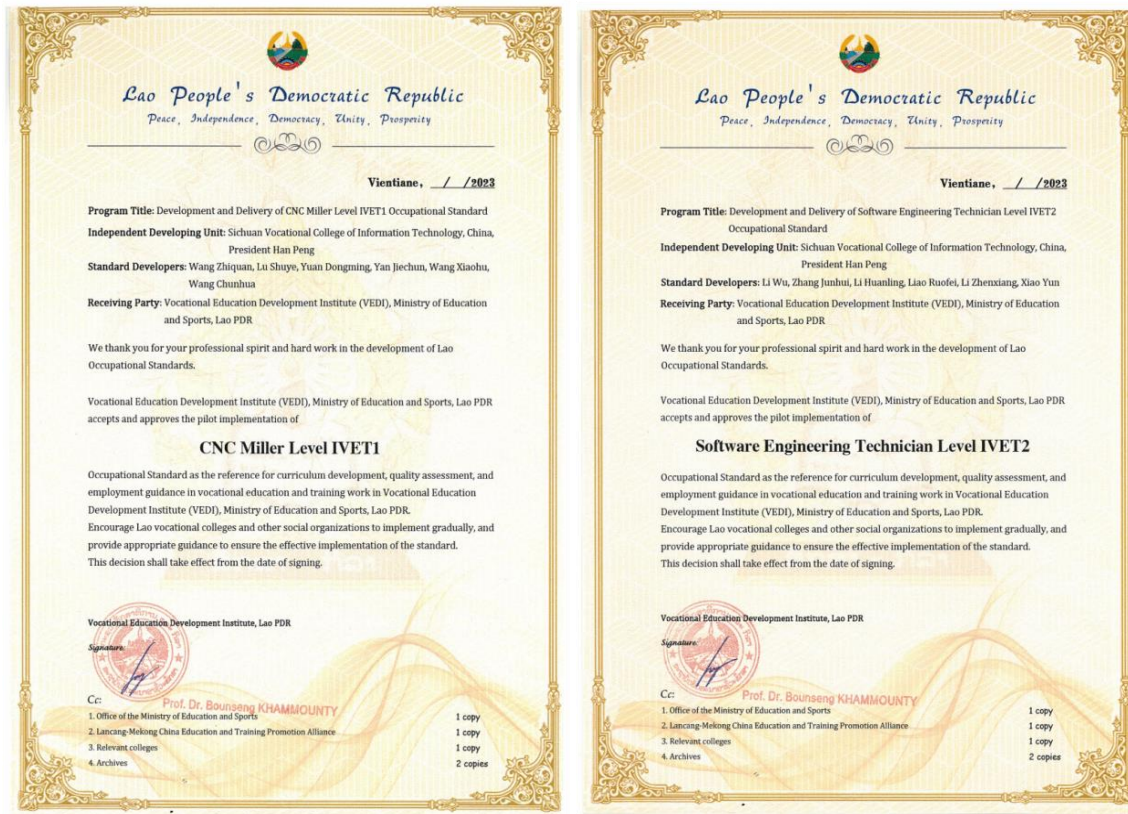 Lao People's Democratic Republic
Peace、Independence、Democracy、Unity、Prosperity
Vientiane， / /2023
Program Title: Development and Delivery of CNC Miller Level IVET1 Occupational Standard
Independent Developing Unit: Sichuan Vocational College of Information Technology, China,
President Han Peng
Standard Developers: Wang Zhiquan, Lu Shuye, Yuan Dongming, Yan Jiechun, Wang Xiaohu,
Wang Chunhua
Receiving Party: Vocational Education Development Institute (VEDI), Ministry of Education
and Sports, Lao PDR
We thank you for your professional spirit and hard work in the development of Lao
Occupational Standards.
Vocational Education Development Institute (VEDI), Ministry of Education and Sports, Lao PDR
accepts and approves the pilot implementation of
CNC Miller Level IVET1
Occupational Standard as the reference for curriculum development, quality assessment, and
employment guidance in vocational education and training work in Vocational Education
Development Institute (VEDI), Ministry of Education and Sports, Lao PDR.
Encourage Lao vocational colleges and other social organizations to implement gradually, and
provide appropriate guidance to ensure the effective implementation of the standard.
This decision shall take effect from the date of signing.
Vocational Education Development Institute, Lao PDR
Signature:
Prof. Dr. Bounseng KHAMMOUNTY
Cc:
1. Office of the Ministry of Education and Sports 1 copy
2. Lancang-Mekong China Education and Training Promotion Alliance 1 copy
3. Relevant colleges 1 copy
4. Archives 2 copies
Lao People's Democratic Republic
Peace、Independence、Democracy、Unity、Prosperity
Vientiane， / /2023
Program Title: Development and Delivery of Software Engineering Technician Level IVET2
Occupational Standard
Independent Developing Unit: Sichuan Vocational College of Information Technology, China,
President Han Peng
Standard Developers: Li Wu, Zhang Junhui, Li Huanling, Liao Ruofei, Li Zhenxiang, Xiao Yun
Receiving Party: Vocational Education Development Institute (VEDI), Ministry of Education
and Sports, Lao PDR
We thank you for your professional spirit and hard work in the development of Lao
Occupational Standards.
Vocational Education Development Institute (VEDI), Ministry of Education and Sports, Lao PDR
accepts and approves the pilot implementation of
Software Engineering Technician Level IVET2
Occupational Standard as the reference for curriculum development, quality assessment, and
employment guidance in vocational education and training work in Vocational Education
Development Institute (VEDI), Ministry of Education and Sports, Lao PDR.
Encourage Lao vocational colleges and other social organizations to implement gradually, and
provide appropriate guidance to ensure the effective implementation of the standard.
This decision shall take effect from the date of signing.
Vocational Education Development Institute, Lao PDR
Signature:
Prof. Dr. Bounseng KHAMMOUNTY
Cc:
1. Office of the Ministry of Education and Sports 1 copy
2. Lancang-Mekong China Education and Training Promotion Alliance 1 copy
3. Relevant colleges 1 copy
4. Archives 2 copies